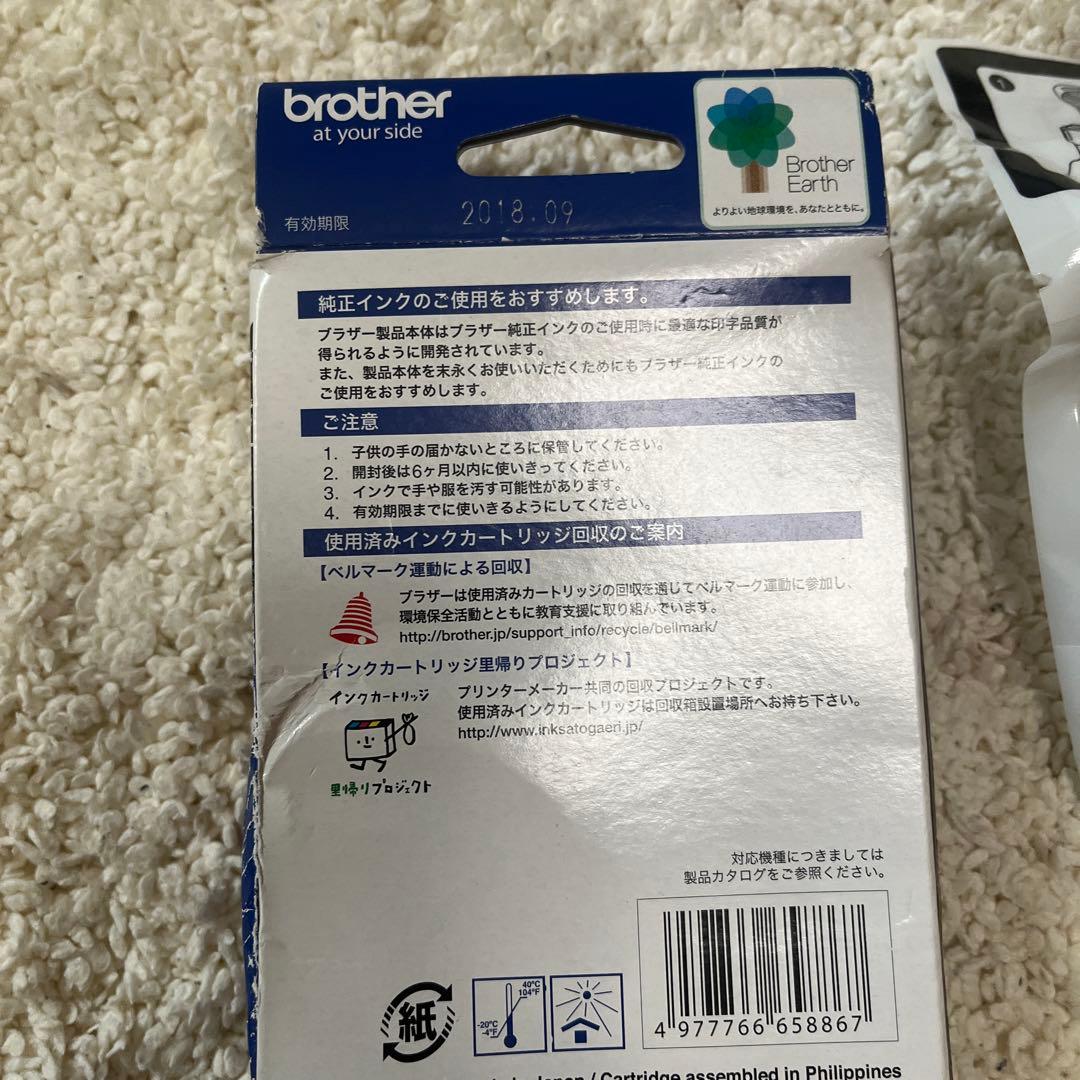 brother
at your side
Brother
Earth
よりよい地球環境を、あなたとともに。
有効期限
2018.09
純正インクのご使用をおすすめします。
ブラザー製品本体はブラザー純正インクのご使用時に最適な印字品質が
得られるように開発されています。
また、製品本体を末永くお使いいただくためにもブラザー純正インクの
ご使用をおすすめします。
ご注意
1. 子供の手の届かないところに保管してください。
2. 開封後は6ヶ月以内に使いきってください。
3. インクで手や服を汚す可能性があります。
4. 有効期限までに使いきるようにしてください。
使用済みインクカートリッジ回収のご案内
【ベルマーク運動による回収】
ブラザーは使用済みカートリッジの回収を通じてベルマーク運動に参加し、
環境保全活動とともに教育支援に取り組んでいます。
http://brother.jp/support_info/recycle/bellmark/
【インクカートリッジ里帰りプロジェクト】
インクカートリッジ
里帰りプロジェクト
プリンターメーカー共同の回収プロジェクトです。
使用済みインクカートリッジは回収箱設置場所へお持ち下さい。
http://www.inksatogaeri.jp/
対応機種につきましては
製品カタログをご参照ください。
紙
40°C
104°F
-20°C
-4°F
4 977766 658867
Japan / Cartridge assembled in Philippines
1